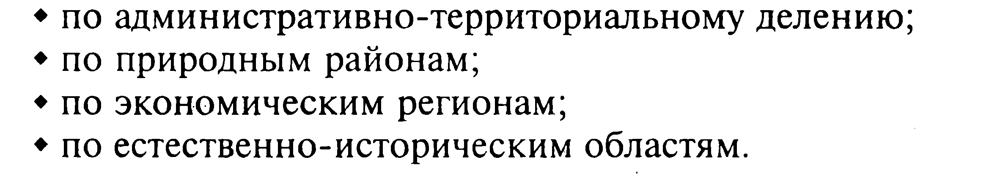 ◆ по административно-территориальному делению;
◆ по природным районам;
◆ по экономическим регионам;
◆ по естественно-историческим областям.